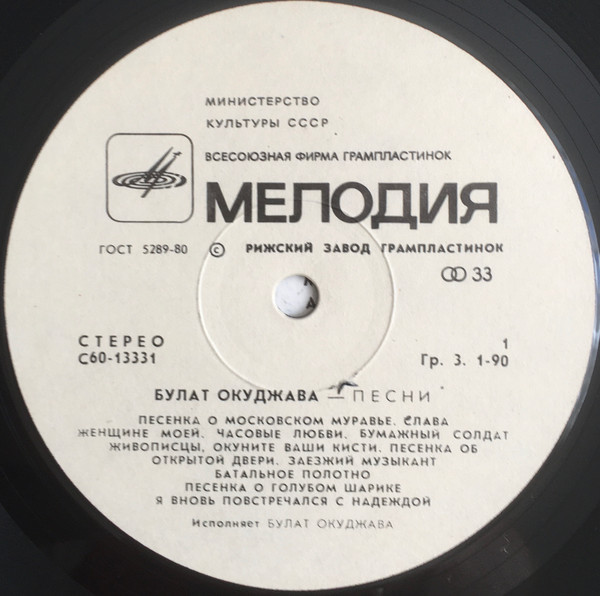 МИНИСТЕРСТВО
КУЛЬТУРЫ СССР
ВСЕСОЮЗНАЯ ФИРМА ГРАМПЛАСТИНОК
МЕЛОДИЯ
ГОСТ 5289-80 © РИЖСКИЙ ЗАВОД ГРАМПЛАСТИНОК
33
СТЕРЕО 1
С60-13331 Гр. 3. 1-90
БУЛАТ ОКУДЖАВА — ПЕСНИ
ПЕСЕНКА О МОСКОВСКОМ МУРАВЬЕ. СЛАВА
ЖЕНЩИНЕ МОЕЙ. ЧАСОВЫЕ ЛЮБВИ. БУМАЖНЫЙ СОЛДАТ
ЖИВОПИСЦЫ, ОКУНИТЕ ВАШИ КИСТИ. ПЕСЕНКА ОБ
ОТКРЫТОЙ ДВЕРИ. ЗАЕЗЖИЙ МУЗЫКАНТ
БАТАЛЬНОЕ ПОЛОТНО
ПЕСЕНКА О ГОЛУБОМ ШАРИКЕ
Я ВНОВЬ ПОВСТРЕЧАЛСЯ С НАДЕЖДОЙ
Исполняет БУЛАТ ОКУДЖАВА